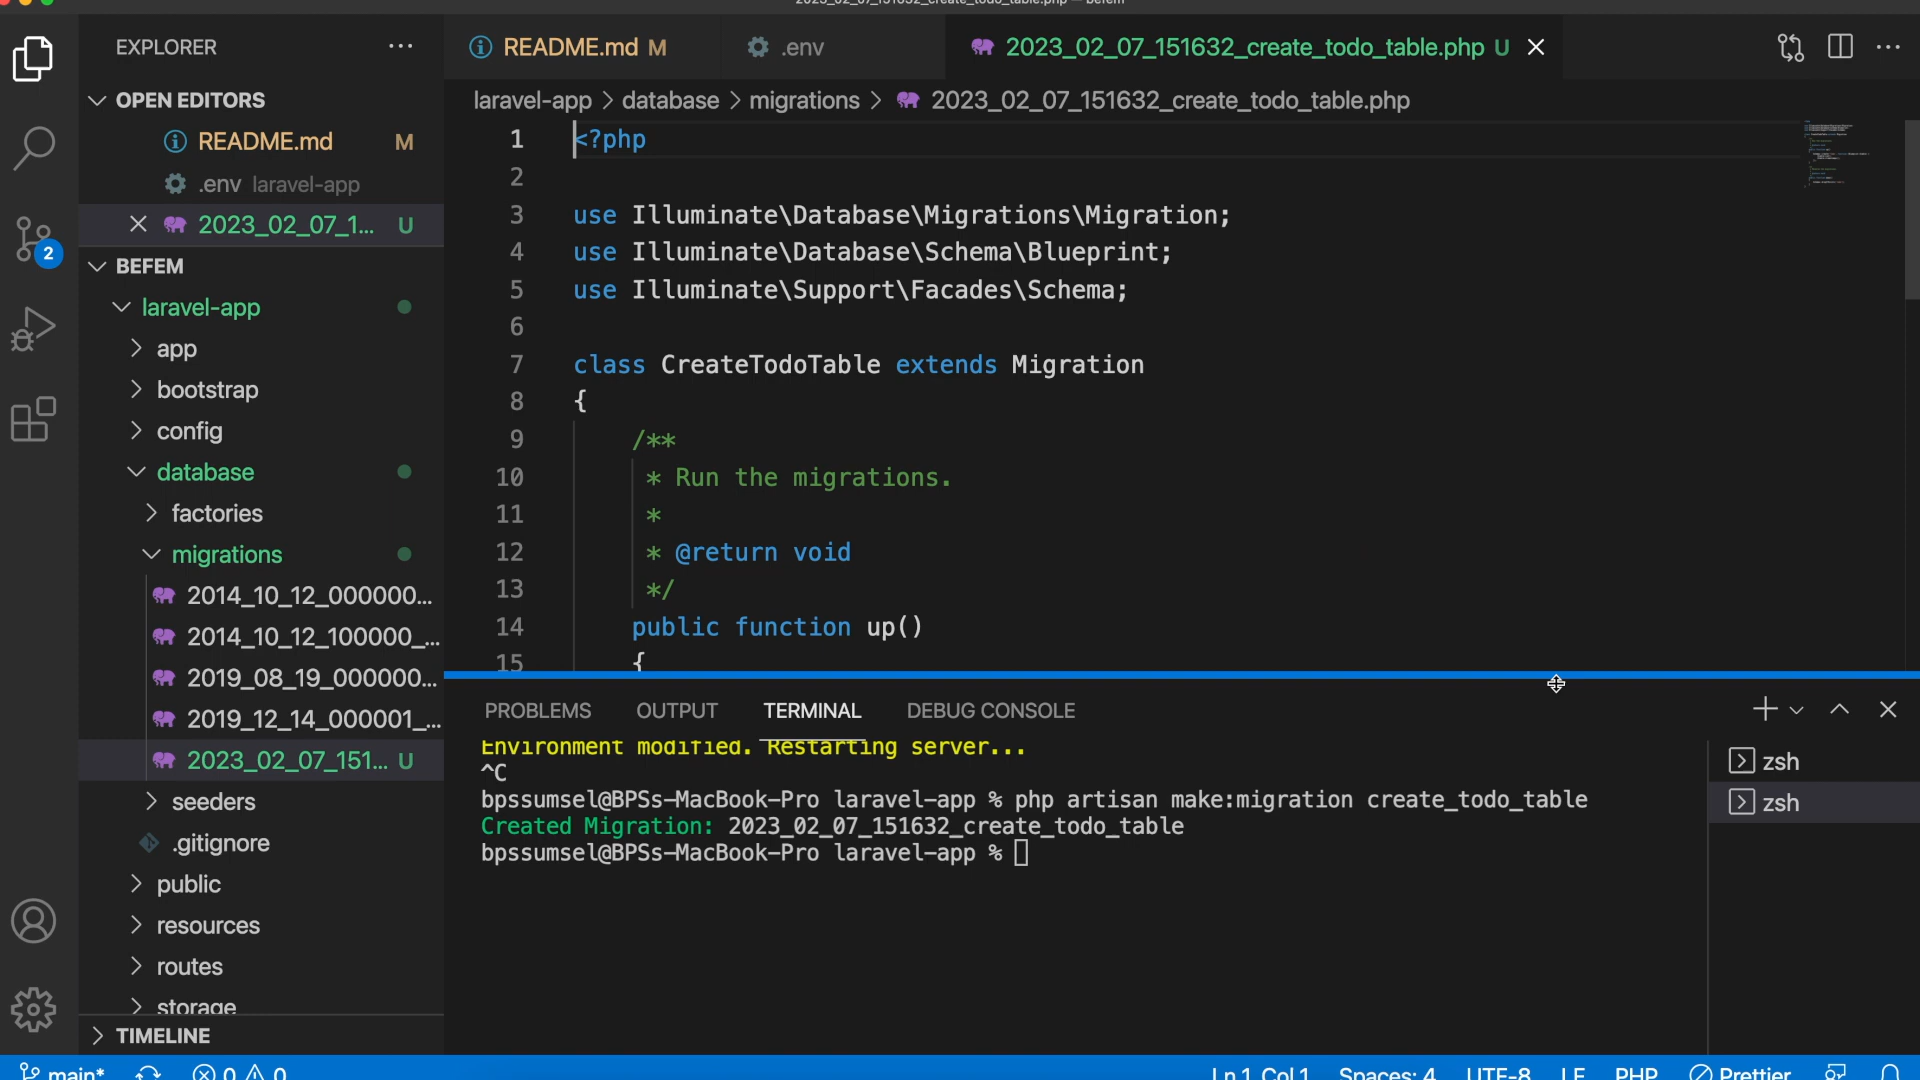 2023_02_07_151632_create_todo_table.php — befem
EXPLORER
README.md M
.env
2023_02_07_151632_create_todo_table.php U
OPEN EDITORS
README.md M
.env laravel-app
2023_02_07_1... U
BEFEM
laravel-app
app
bootstrap
config
database
factories
migrations
2014_10_12_000000...
2014_10_12_100000_...
2019_08_19_000000...
2019_12_14_000001_...
2023_02_07_151... U
seeders
.gitignore
public
resources
routes
storage
TIMELINE
2
laravel-app > database > migrations > 2023_02_07_151632_create_todo_table.php
1 <?php
2
3 use Illuminate\Database\Migrations\Migration;
4 use Illuminate\Database\Schema\Blueprint;
5 use Illuminate\Support\Facades\Schema;
6
7 class CreateTodoTable extends Migration
8 {
9 /**
10 * Run the migrations.
11 *
12 * @return void
13 */
14 public function up()
15 {
PROBLEMS OUTPUT TERMINAL DEBUG CONSOLE
Environment modified. Restarting server...
^C
bpssumsel@BPSs-MacBook-Pro laravel-app % php artisan make:migration create_todo_table
Created Migration: 2023_02_07_151632_create_todo_table
bpssumsel@BPSs-MacBook-Pro laravel-app %
zsh
zsh
main* 0 0 Ln 1, Col 1 Spaces: 4 UTF-8 LF PHP Prettier